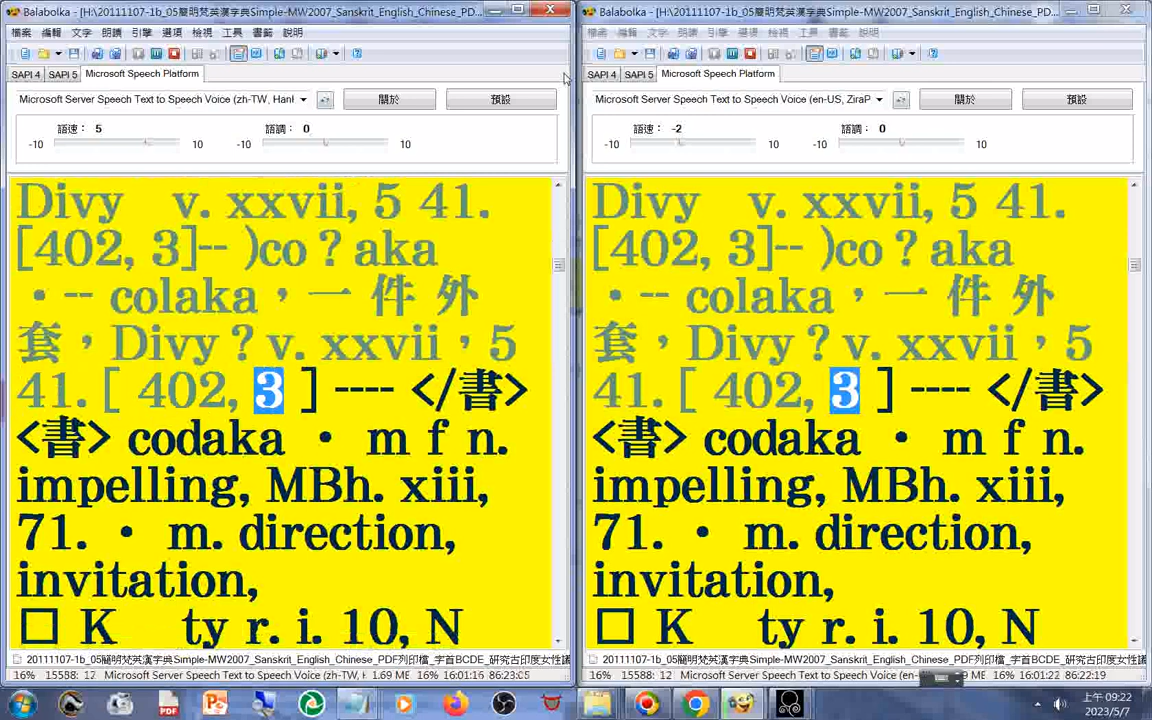 Balabolka - [H:\20111107-1b_05簡明梵英漢字典Simple-MW2007_Sanskrit_English_Chinese_PD...
檔案 編輯 文字 朗讀 引擎 選項 檢視 工具 書籤 說明
SAPI 4 SAPI 5 Microsoft Speech Platform
Microsoft Server Speech Text to Speech Voice (zh-TW, HanH 關於 預設
語速： 5 語調： 0
-10 10 -10 10
Divy v. xxvii, 5 41.
[402, 3]-- )co ? aka
• -- colaka，一 件 外
套，Divy？v. xxvii，5
41. [ 402, 3 ] ---- </書>
<書> codaka • m f n.
impelling, MBh. xiii,
71. • m. direction,
invitation,
□ K ty r. i. 10, N
20111107-1b_05簡明梵英漢字典Simple-MW2007_Sanskrit_English_Chinese_PDF列印檔_字首BCDE_研究古印度女性議
16% 15588: 12 Microsoft Server Speech Text to Speech Voice (zh-TW, H 1.69 ME 16% 16:01:16 86:23:05
Balabolka - [H:\20111107-1b_05簡明梵英漢字典Simple-MW2007_Sanskrit_English_Chinese_PD...
檔案 編輯 文字 朗讀 引擎 選項 檢視 工具 書籤 說明
SAPI 4 SAPI 5 Microsoft Speech Platform
Microsoft Server Speech Text to Speech Voice (en-US, ZiraP 關於 預設
語速： -2 語調： 0
-10 10 -10 10
Divy v. xxvii, 5 41.
[402, 3]-- )co ? aka
• -- colaka，一 件 外
套，Divy？v. xxvii，5
41. [ 402, 3 ] ---- </書>
<書> codaka • m f n.
impelling, MBh. xiii,
71. • m. direction,
invitation,
□ K ty r. i. 10, N
20111107-1b_05簡明梵英漢字典Simple-MW2007_Sanskrit_English_Chinese_PDF列印檔_字首BCDE_研究古印度女性議
16% 15588: 12 Microsoft Server Speech Text to Speech Voice (en-US, 16% 16:01:22 86:22:19
PDF
上午 09:22
2023/5/7